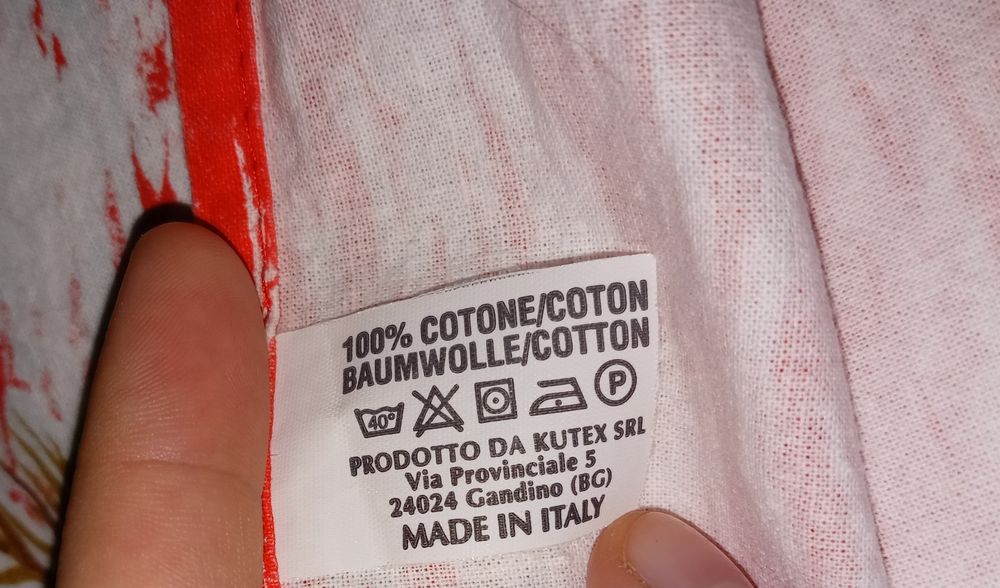 100% COTONE/COTON
BAUMWOLLE/COTTON
40° P
PRODOTTO DA KUTEX SRL
Via Provinciale 5
24024 Gandino (BG)
MADE IN ITALY